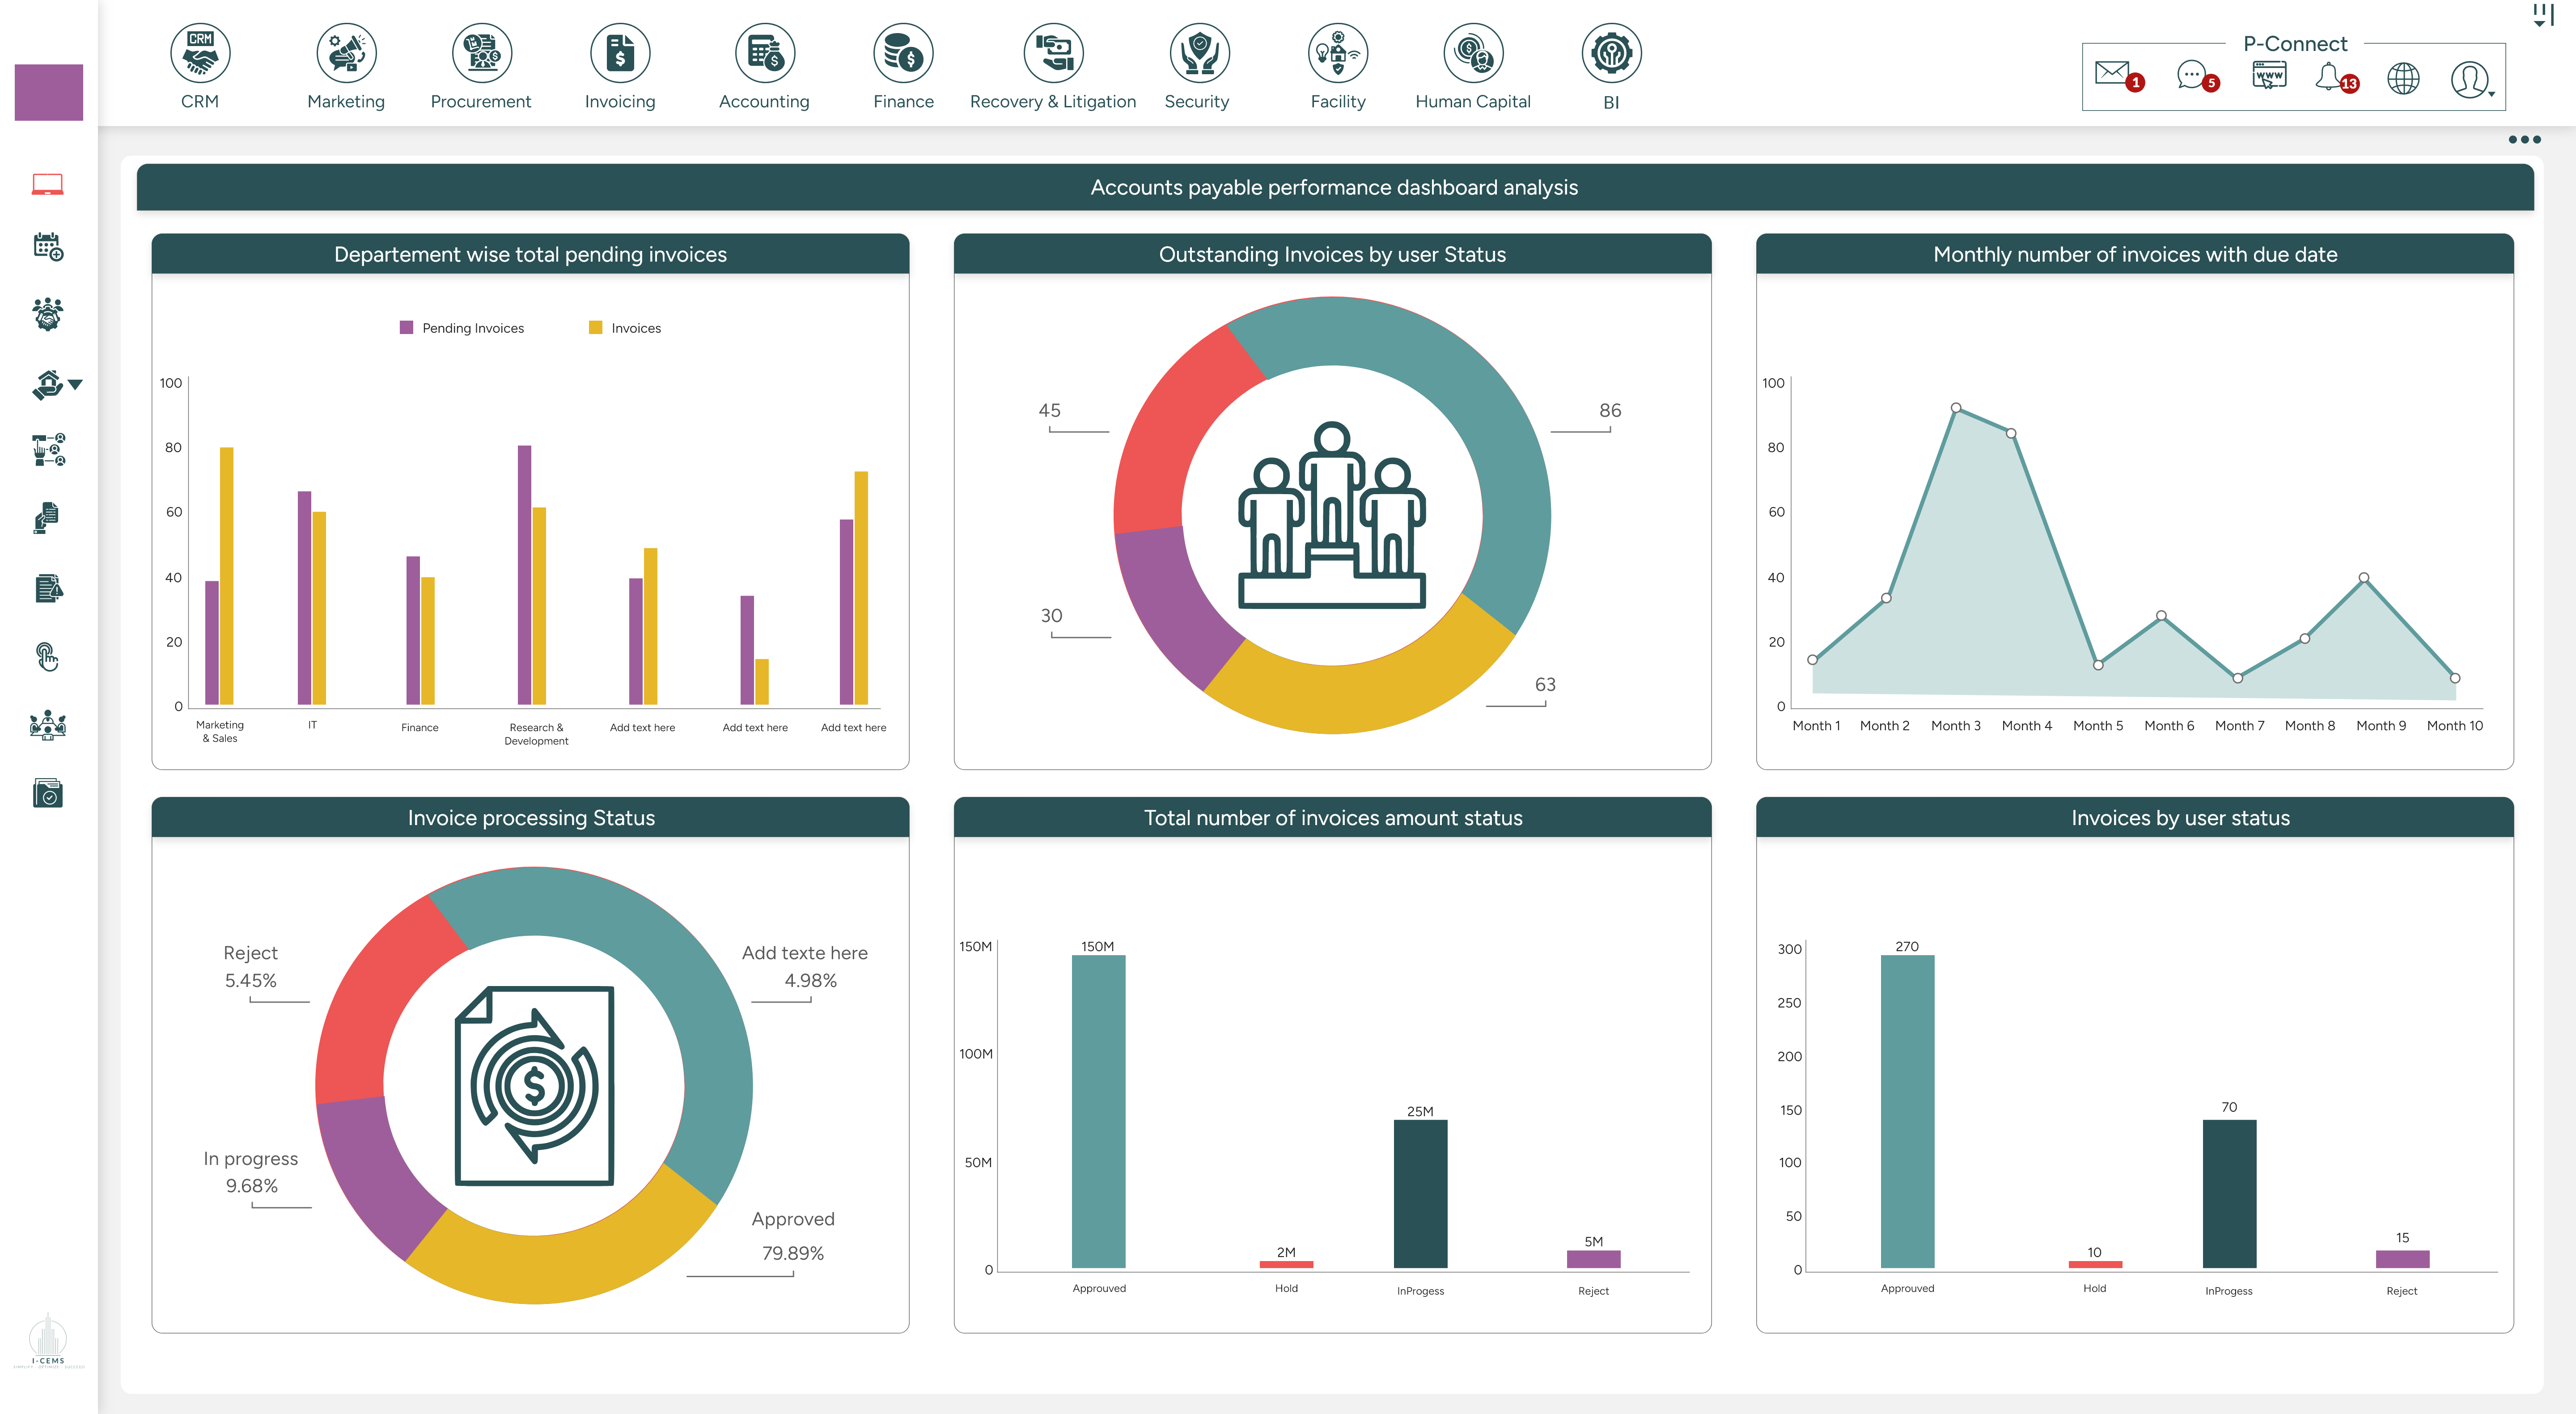 CRM
CRM
Marketing
Procurement
Invoicing
Accounting
Finance
Recovery & Litigation
Security
Facility
Human Capital
BI
P-Connect
1
5
www
13
Accounts payable performance dashboard analysis
Departement wise total pending invoices
Pending Invoices
Invoices
100
80
60
40
20
0
Marketing
& Sales
IT
Finance
Research &
Development
Add text here
Add text here
Add text here
Outstanding Invoices by user Status
45
86
30
63
Monthly number of invoices with due date
100
80
60
40
20
0
Month 1
Month 2
Month 3
Month 4
Month 5
Month 6
Month 7
Month 8
Month 9
Month 10
Invoice processing Status
Reject
5.45%
Add texte here
4.98%
In progress
9.68%
Approved
79.89%
$
Total number of invoices amount status
150M
100M
50M
0
150M
2M
25M
5M
Approuved
Hold
InProgess
Reject
Invoices by user status
300
250
200
150
100
50
0
270
10
70
15
Approuved
Hold
InProgess
Reject
I-CEMS